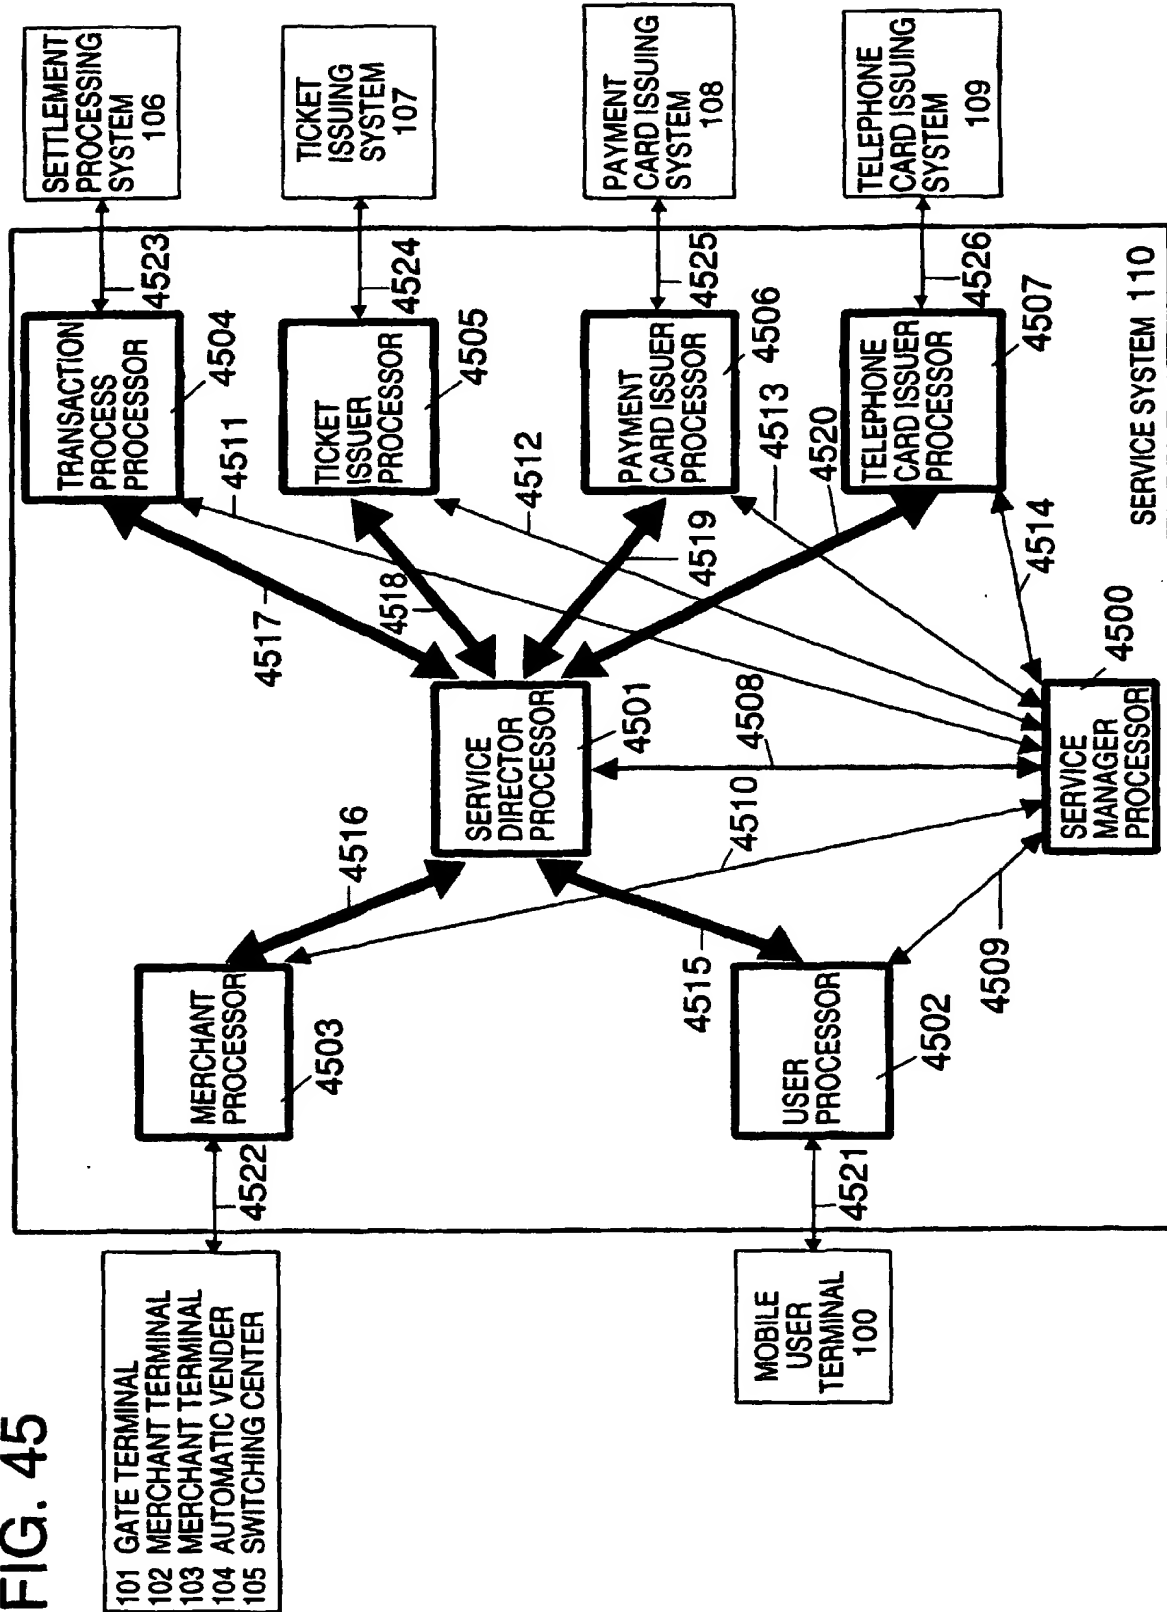 FIG. 45
101 GATE TERMINAL
102 MERCHANT TERMINAL
103 MERCHANT TERMINAL
104 AUTOMATIC VENDER
105 SWITCHING CENTER
4522
MERCHANT
PROCESSOR
4503
4516
MOBILE
USER
TERMINAL
100
4521
USER
PROCESSOR
4502
4515
4509
4510
SERVICE
DIRECTOR
PROCESSOR
4501
4508
SERVICE
MANAGER
PROCESSOR
4500
4517
4518
4519
4520
4511
4512
4513
4514
TRANSACTION
PROCESS
PROCESSOR
4504
TICKET
ISSUER
PROCESSOR
4505
PAYMENT
CARD ISSUER
PROCESSOR
4506
TELEPHONE
CARD ISSUER
PROCESSOR
4507
4523
4524
4525
4526
SERVICE SYSTEM 110
SETTLEMENT
PROCESSING
SYSTEM
106
TICKET
ISSUING
SYSTEM
107
PAYMENT
CARD ISSUING
SYSTEM
108
TELEPHONE
CARD ISSUING
SYSTEM
109